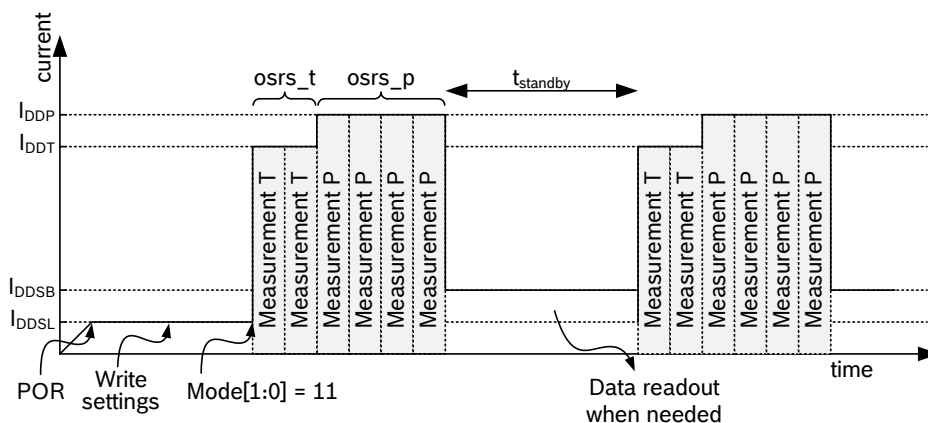 current
osrs_t
osrs_p
tstandby
IDDP
IDDT
IDDSB
IDDSL
Measurement T
Measurement T
Measurement P
Measurement P
Measurement P
Measurement P
Measurement T
Measurement T
Measurement P
Measurement P
Measurement P
Measurement P
POR
Write
settings
Mode[1:0] = 11
Data readout
when needed
time